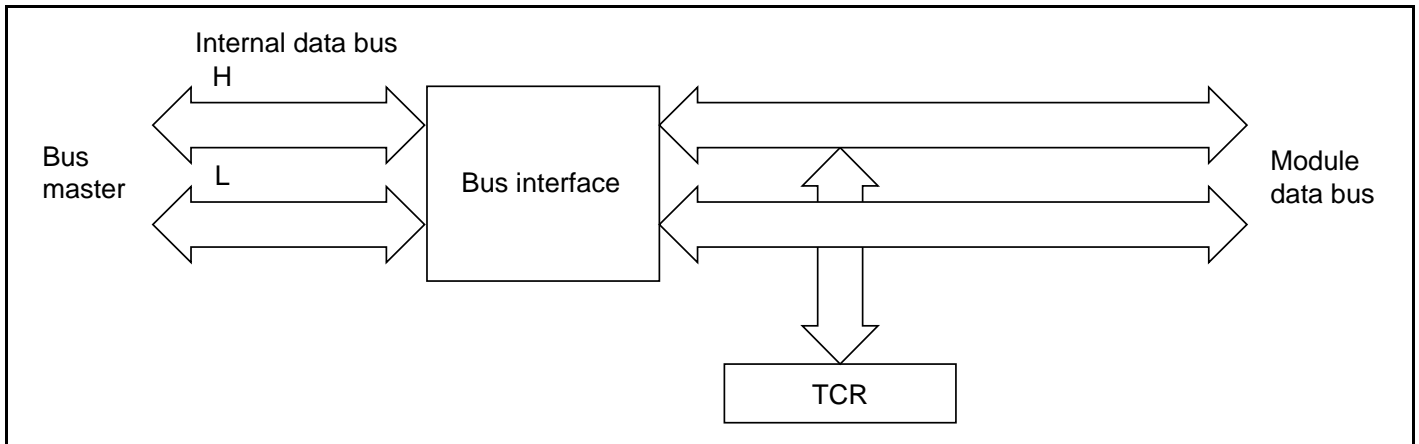 Internal data bus
H
Bus
master
L
Bus interface
Module
data bus
TCR